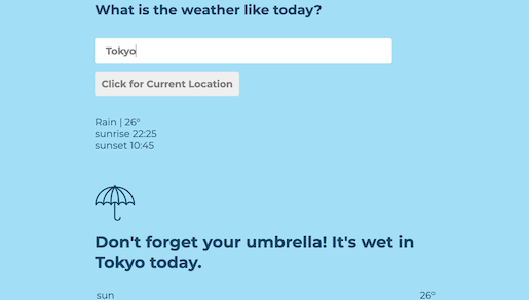 What is the weather like today?
Tokyo
Click for Current Location
Rain | 26°
sunrise 22:25
sunset 10:45
Don't forget your umbrella! It's wet in
Tokyo today.
sun 26°